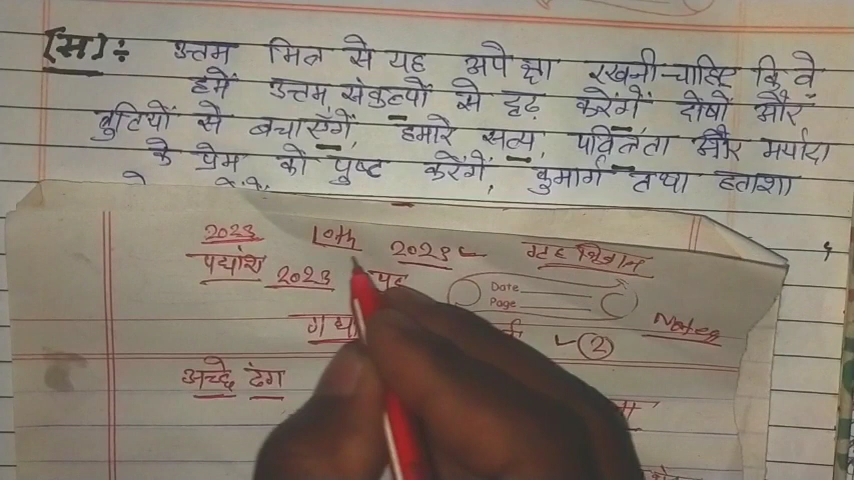 [स]:
उत्तम मित्र से यह अपेक्षा रखनी चाहिए कि वे
हमें उत्तम संकल्पों से दृढ़ करेगें दोषों और
त्रुटियों से बचाएँगें, हमारे सत्य, पवित्रता और मर्यादा
के प्रेम को पुष्ट करेगें, कुमार्ग तथा हताशा
2023 10th 2023 गृह विज्ञान
पद्यांश 2023
Date
Page
Notes
2
अच्छे ढंग